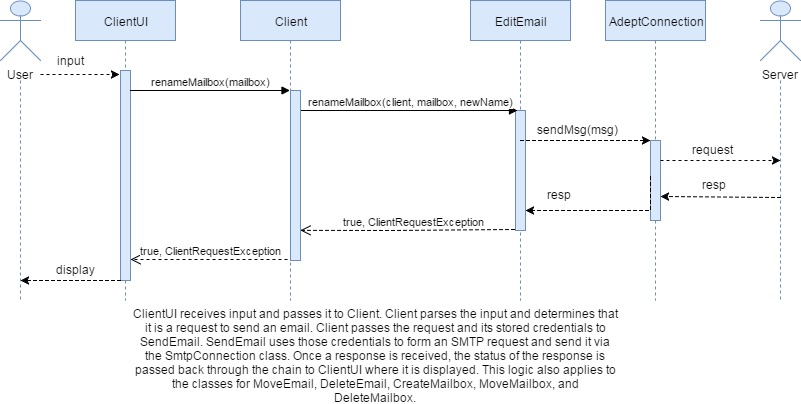 ClientUI
Client
EditEmail
AdeptConnection
User
Server
input
renameMailbox(mailbox)
renameMailbox(client, mailbox, newName)
sendMsg(msg)
request
resp
resp
true, ClientRequestException
true, ClientRequestException
display
ClientUI receives input and passes it to Client. Client parses the input and determines that
it is a request to send an email. Client passes the request and its stored credentials to
SendEmail. SendEmail uses those credentials to form an SMTP request and send it via
the SmtpConnection class. Once a response is received, the status of the response is
passed back through the chain to ClientUI where it is displayed. This logic also applies to
the classes for MoveEmail, DeleteEmail, CreateMailbox, MoveMailbox, and
DeleteMailbox.